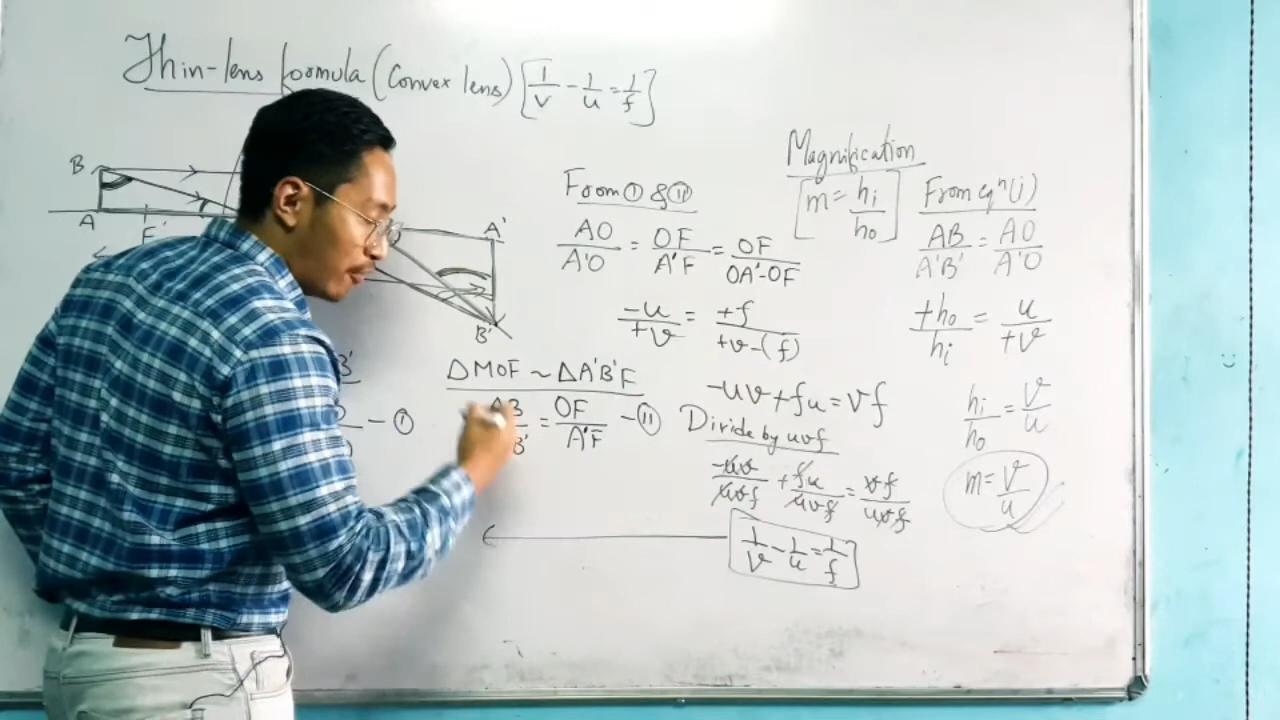 Thin-lens formula (Convex lens) [1/v - 1/u = 1/f]
B
A
F'
A'
B'
B'
- ①
ΔMOF ~ ΔA'B'F
AB/B' = OF/A'F - ⑪
From ① & ⑪
AO/A'O = OF/A'F = OF/OA'-OF
-u/+v = +f/+v-(f)
-uv + fu = vf
Divide by uvf
-uv/uvf + fu/uvf = vf/uvf
1/v - 1/u = 1/f
Magnification
[m = hi/ho]
From eqn (i)
AB/A'B' = AO/A'O
+ho/hi = u/+v
hi/ho = v/u
m = v/u